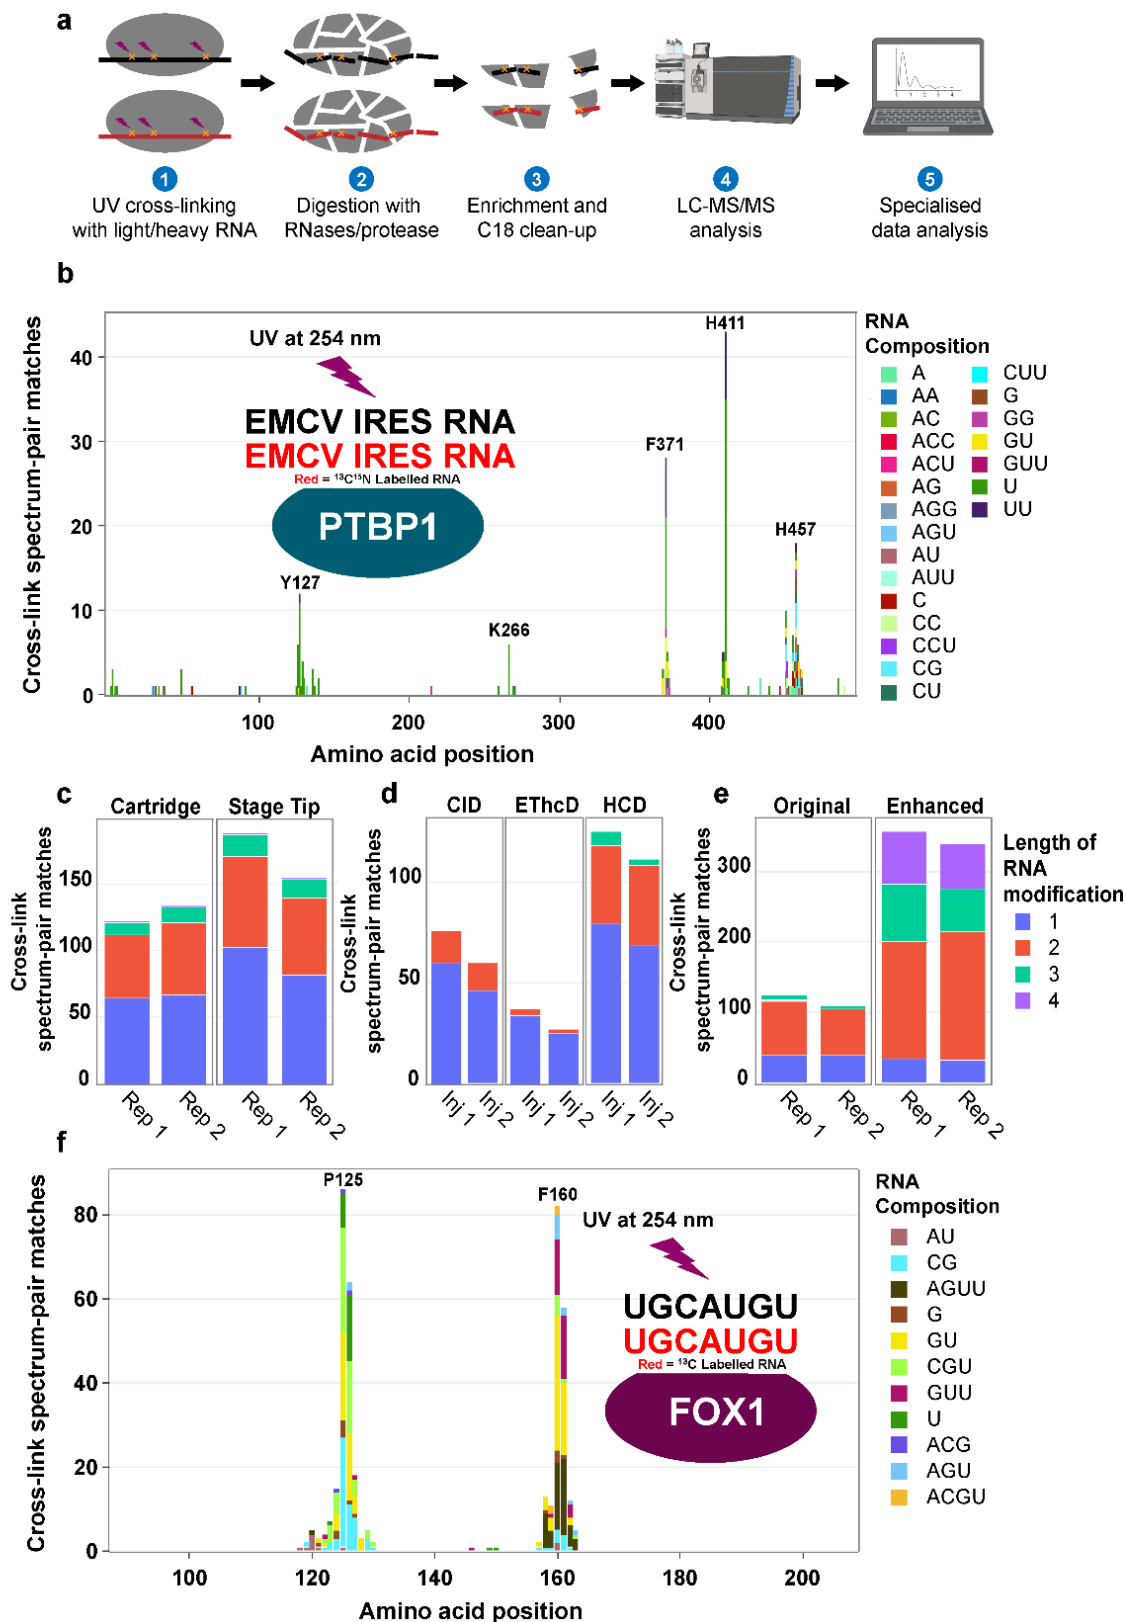 a
0 1 2 3 4
1
2
3
4
5
UV cross-linking
with light/heavy RNA
Digestion with
RNases/protease
Enrichment and
C18 clean-up
LC-MS/MS
analysis
Specialised
data analysis
b
Cross-link spectrum-pair matches
40
30
20
10
0
100
200
300
400
Amino acid position
UV at 254 nm
EMCV IRES RNA
EMCV IRES RNA
Red = ¹³C¹⁵N Labelled RNA
PTBP1
Y127
K266
F371
H411
H457
RNA
Composition
A
AA
AC
ACC
ACU
AG
AGG
AGU
AU
AUU
C
CC
CCU
CG
CU
CUU
G
GG
GU
GUU
U
UU
c
Cartridge
Stage Tip
Cross-link
spectrum-pair matches
150
100
50
0
Rep 1
Rep 2
Rep 1
Rep 2
d
CID
EThcD
HCD
Cross-link
spectrum-pair matches
100
50
0
Inj 1
Inj 2
Inj 1
Inj 2
Inj 1
Inj 2
e
Original
Enhanced
Cross-link
spectrum-pair matches
300
200
100
0
Rep 1
Rep 2
Rep 1
Rep 2
Length of
RNA
modification
1
2
3
4
f
Cross-link spectrum-pair matches
80
60
40
20
0
100
120
140
160
180
200
Amino acid position
P125
F160
UV at 254 nm
UGCAUGU
UGCAUGU
Red = ¹³C Labelled RNA
FOX1
RNA
Composition
AU
CG
AGUU
G
GU
CGU
GUU
U
ACG
AGU
ACGU